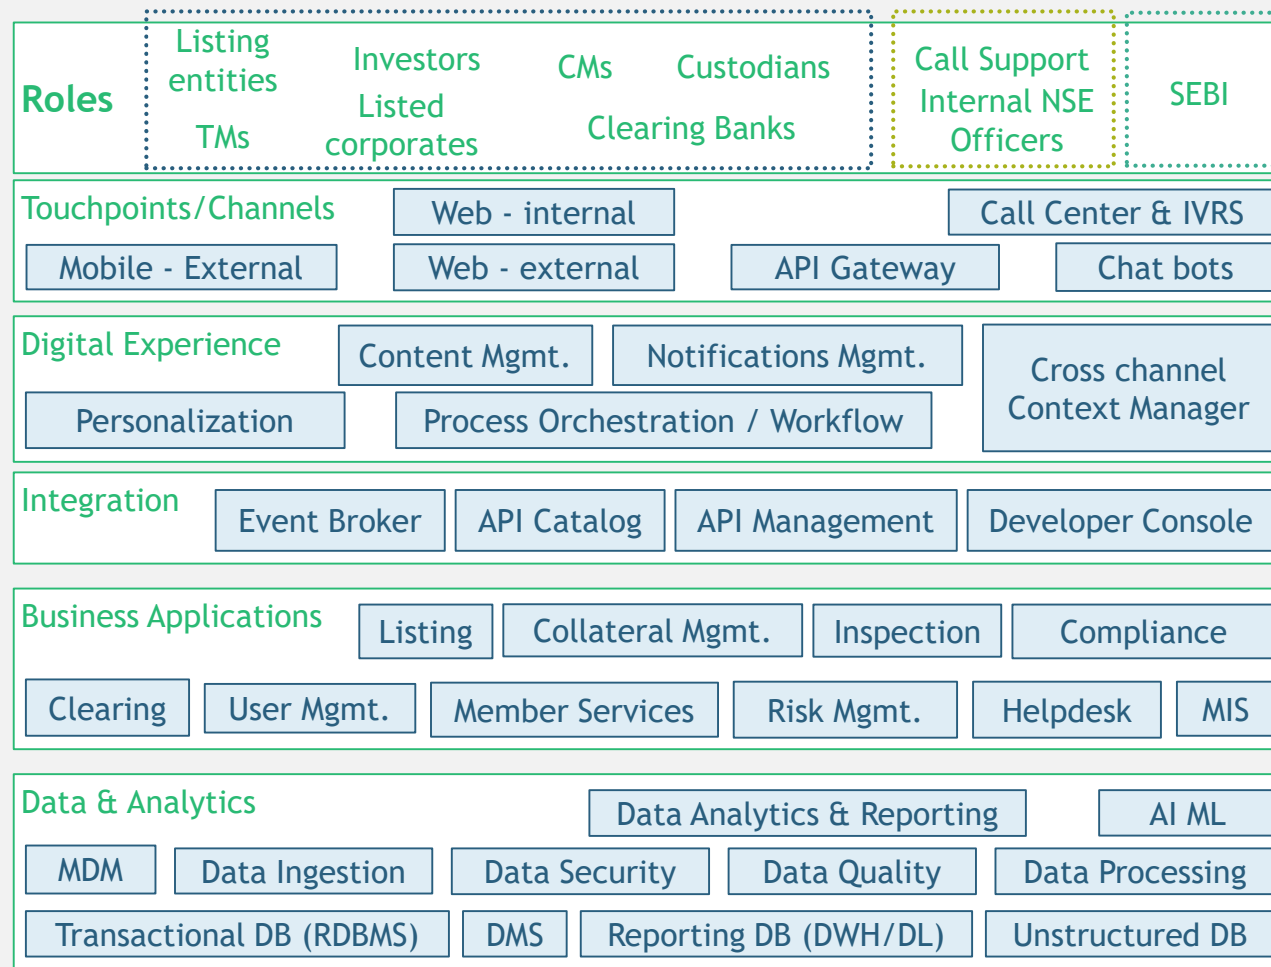 Roles
Listing
entities
TMs
Investors
Listed
corporates
CMs
Custodians
Clearing Banks
Call Support
Internal NSE
Officers
SEBI
Touchpoints/Channels
Web - internal
Call Center & IVRS
Mobile - External
Web - external
API Gateway
Chat bots
Digital Experience
Content Mgmt.
Notifications Mgmt.
Cross channel
Context Manager
Personalization
Process Orchestration / Workflow
Integration
Event Broker
API Catalog
API Management
Developer Console
Business Applications
Listing
Collateral Mgmt.
Inspection
Compliance
Clearing
User Mgmt.
Member Services
Risk Mgmt.
Helpdesk
MIS
Data & Analytics
Data Analytics & Reporting
AI ML
MDM
Data Ingestion
Data Security
Data Quality
Data Processing
Transactional DB (RDBMS)
DMS
Reporting DB (DWH/DL)
Unstructured DB